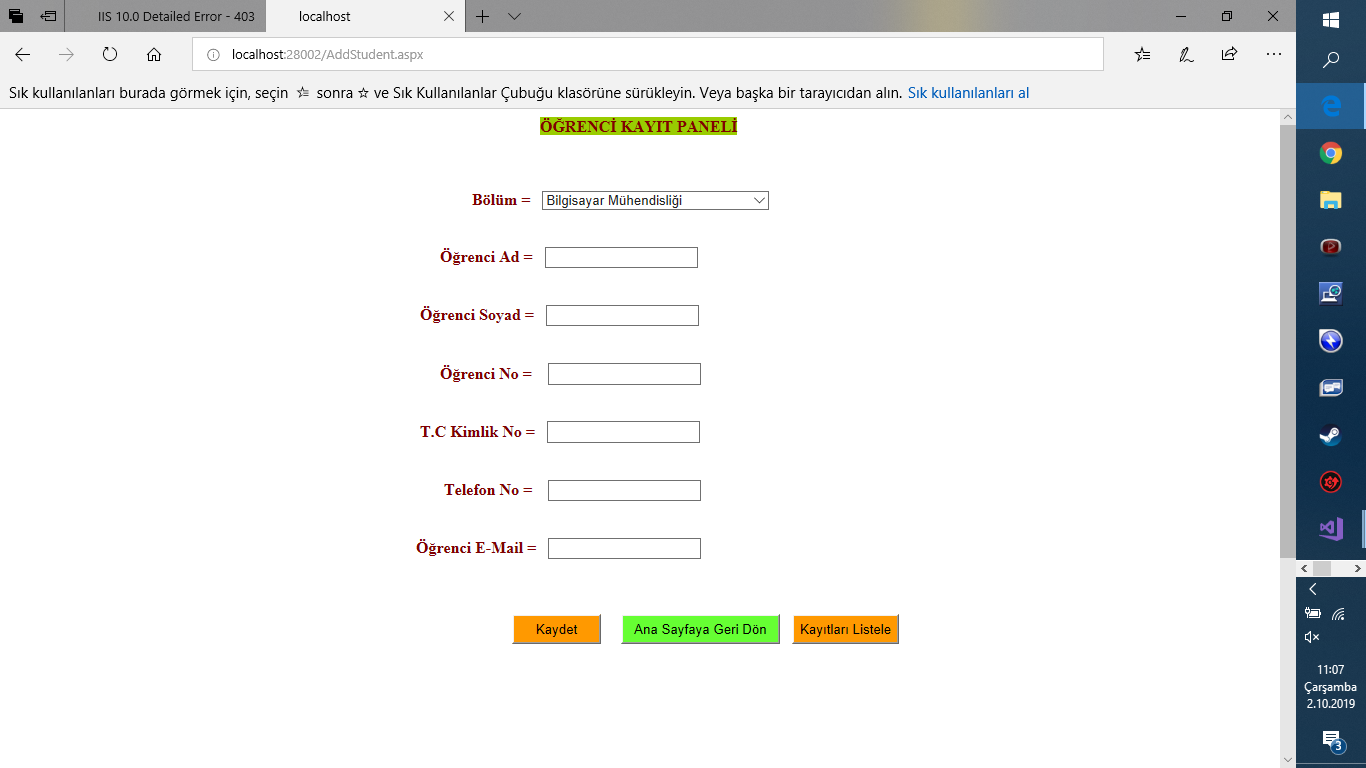 IIS 10.0 Detailed Error - 403
localhost
localhost:28002/AddStudent.aspx
Sık kullanılanları burada görmek için, seçin sonra ve Sık Kullanılanlar Çubuğu klasörüne sürükleyin. Veya başka bir tarayıcıdan alın. Sık kullanılanları al
ÖĞRENCİ KAYIT PANELİ
Bölüm = Bilgisayar Mühendisliği
Öğrenci Ad =
Öğrenci Soyad =
Öğrenci No =
T.C Kimlik No =
Telefon No =
Öğrenci E-Mail =
Kaydet Ana Sayfaya Geri Dön Kayıtları Listele
11:07
Çarşamba
2.10.2019
3